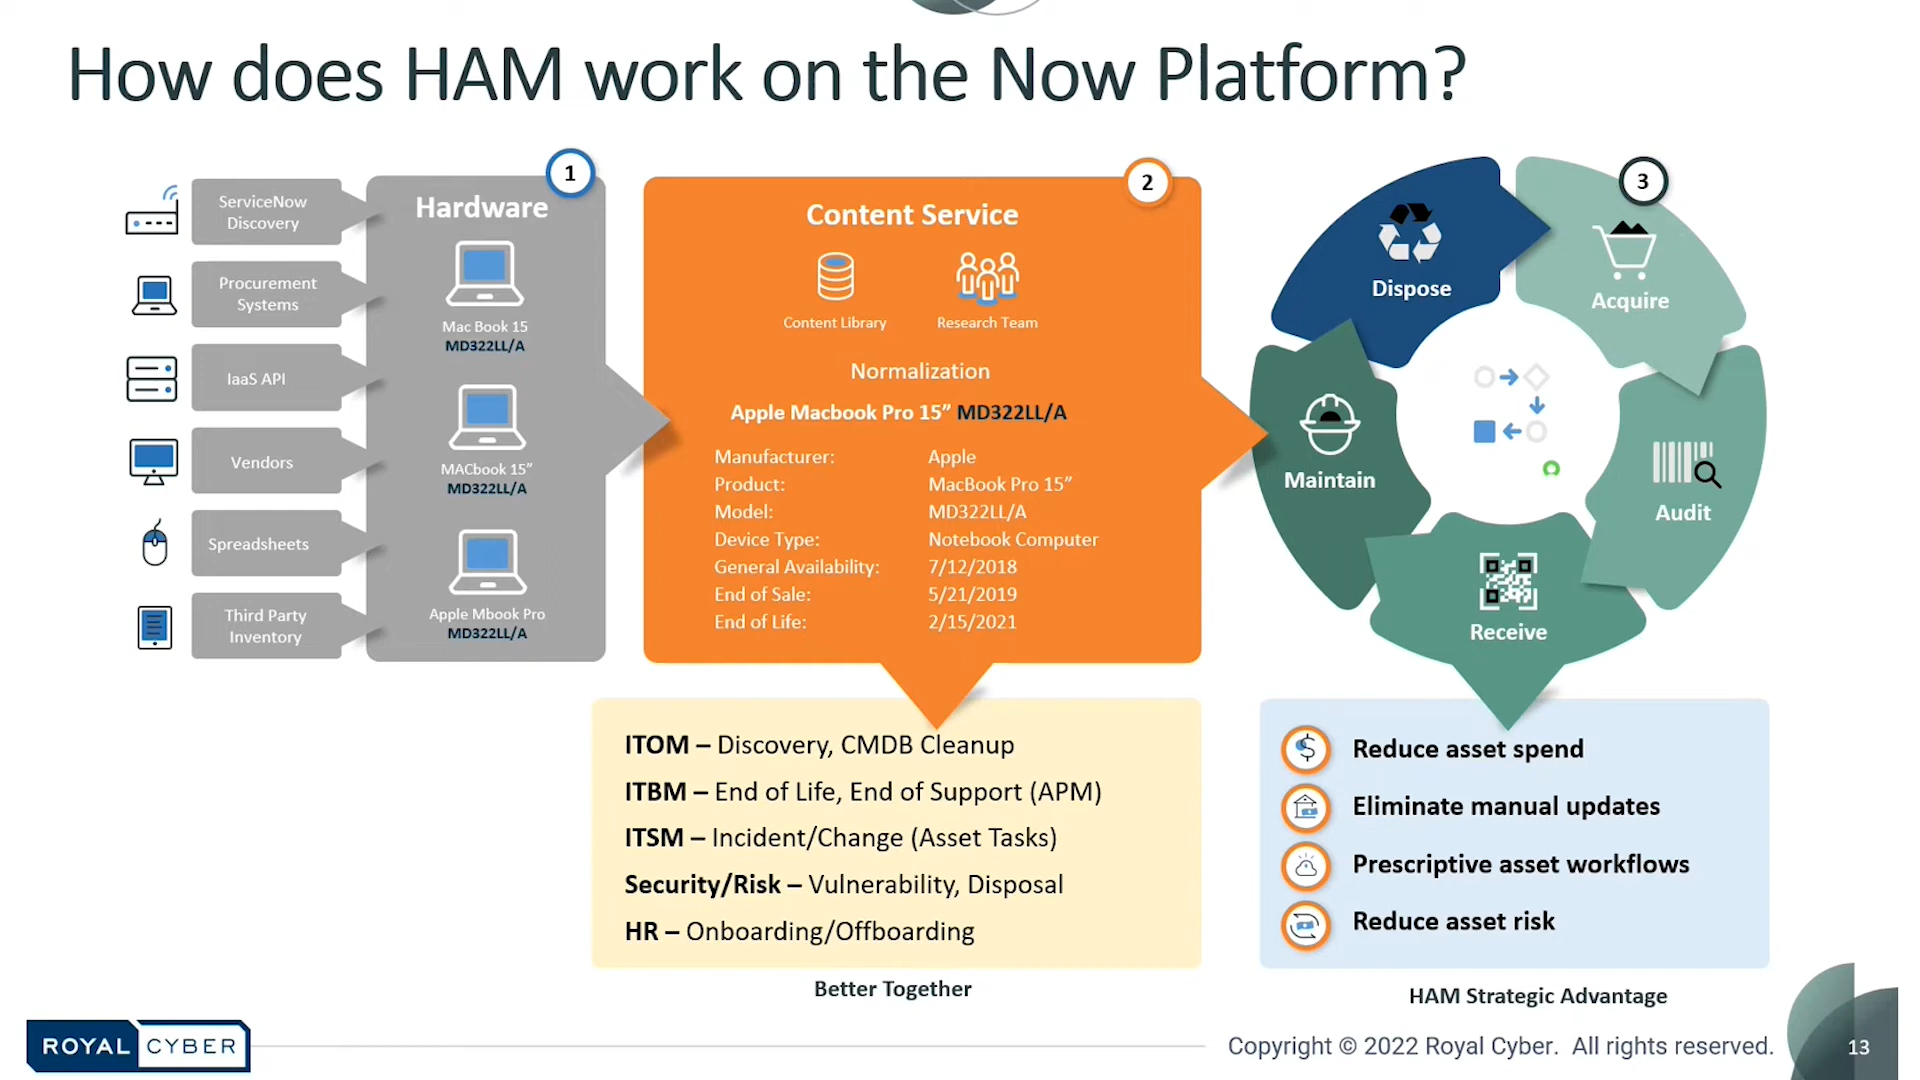 How does HAM work on the Now Platform?
ServiceNow
Discovery
Procurement
Systems
IaaS API
Vendors
Spreadsheets
Third Party
Inventory
1
Hardware
Mac Book 15
MD322LL/A
MACbook 15”
MD322LL/A
Apple Mbook Pro
MD322LL/A
2
Content Service
Content Library
Research Team
Normalization
Apple Macbook Pro 15” MD322LL/A
Manufacturer: Apple
Product: MacBook Pro 15”
Model: MD322LL/A
Device Type: Notebook Computer
General Availability: 7/12/2018
End of Sale: 5/21/2019
End of Life: 2/15/2021
3
Dispose
Acquire
Maintain
Audit
Receive
ITOM – Discovery, CMDB Cleanup
ITBM – End of Life, End of Support (APM)
ITSM – Incident/Change (Asset Tasks)
Security/Risk – Vulnerability, Disposal
HR – Onboarding/Offboarding
Better Together
Reduce asset spend
Eliminate manual updates
Prescriptive asset workflows
Reduce asset risk
HAM Strategic Advantage
ROYAL CYBER
Copyright © 2022 Royal Cyber. All rights reserved.
13